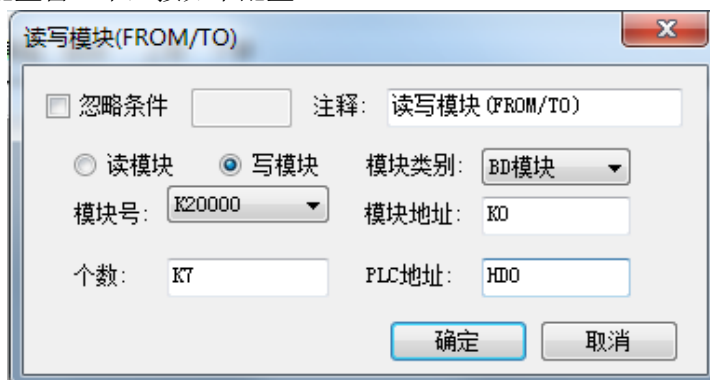 读写模块(FROM/TO)
忽略条件 注释: 读写模块(FROM/TO)
读模块 写模块 模块类别: BD模块
模块号: K20000 模块地址: K0
个数: K7 PLC地址: HD0
确定 取消